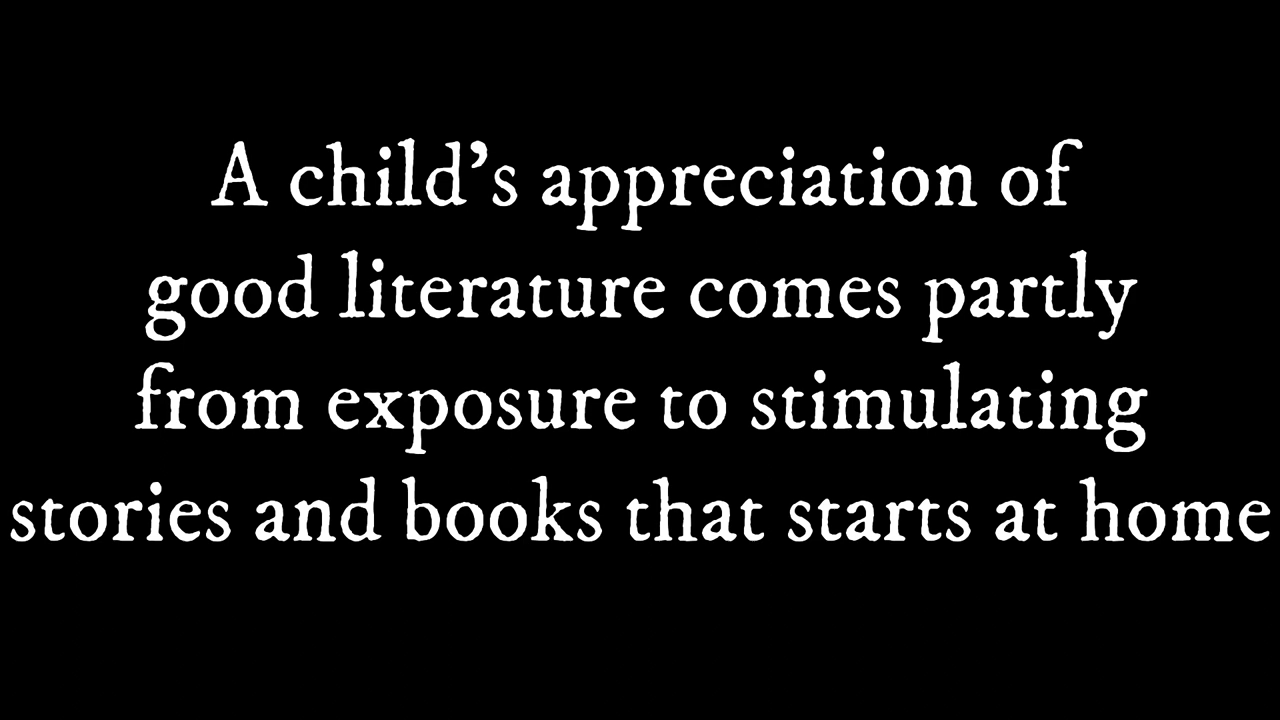 A child’s appreciation of
good literature comes partly
from exposure to stimulating
stories and books that starts at home